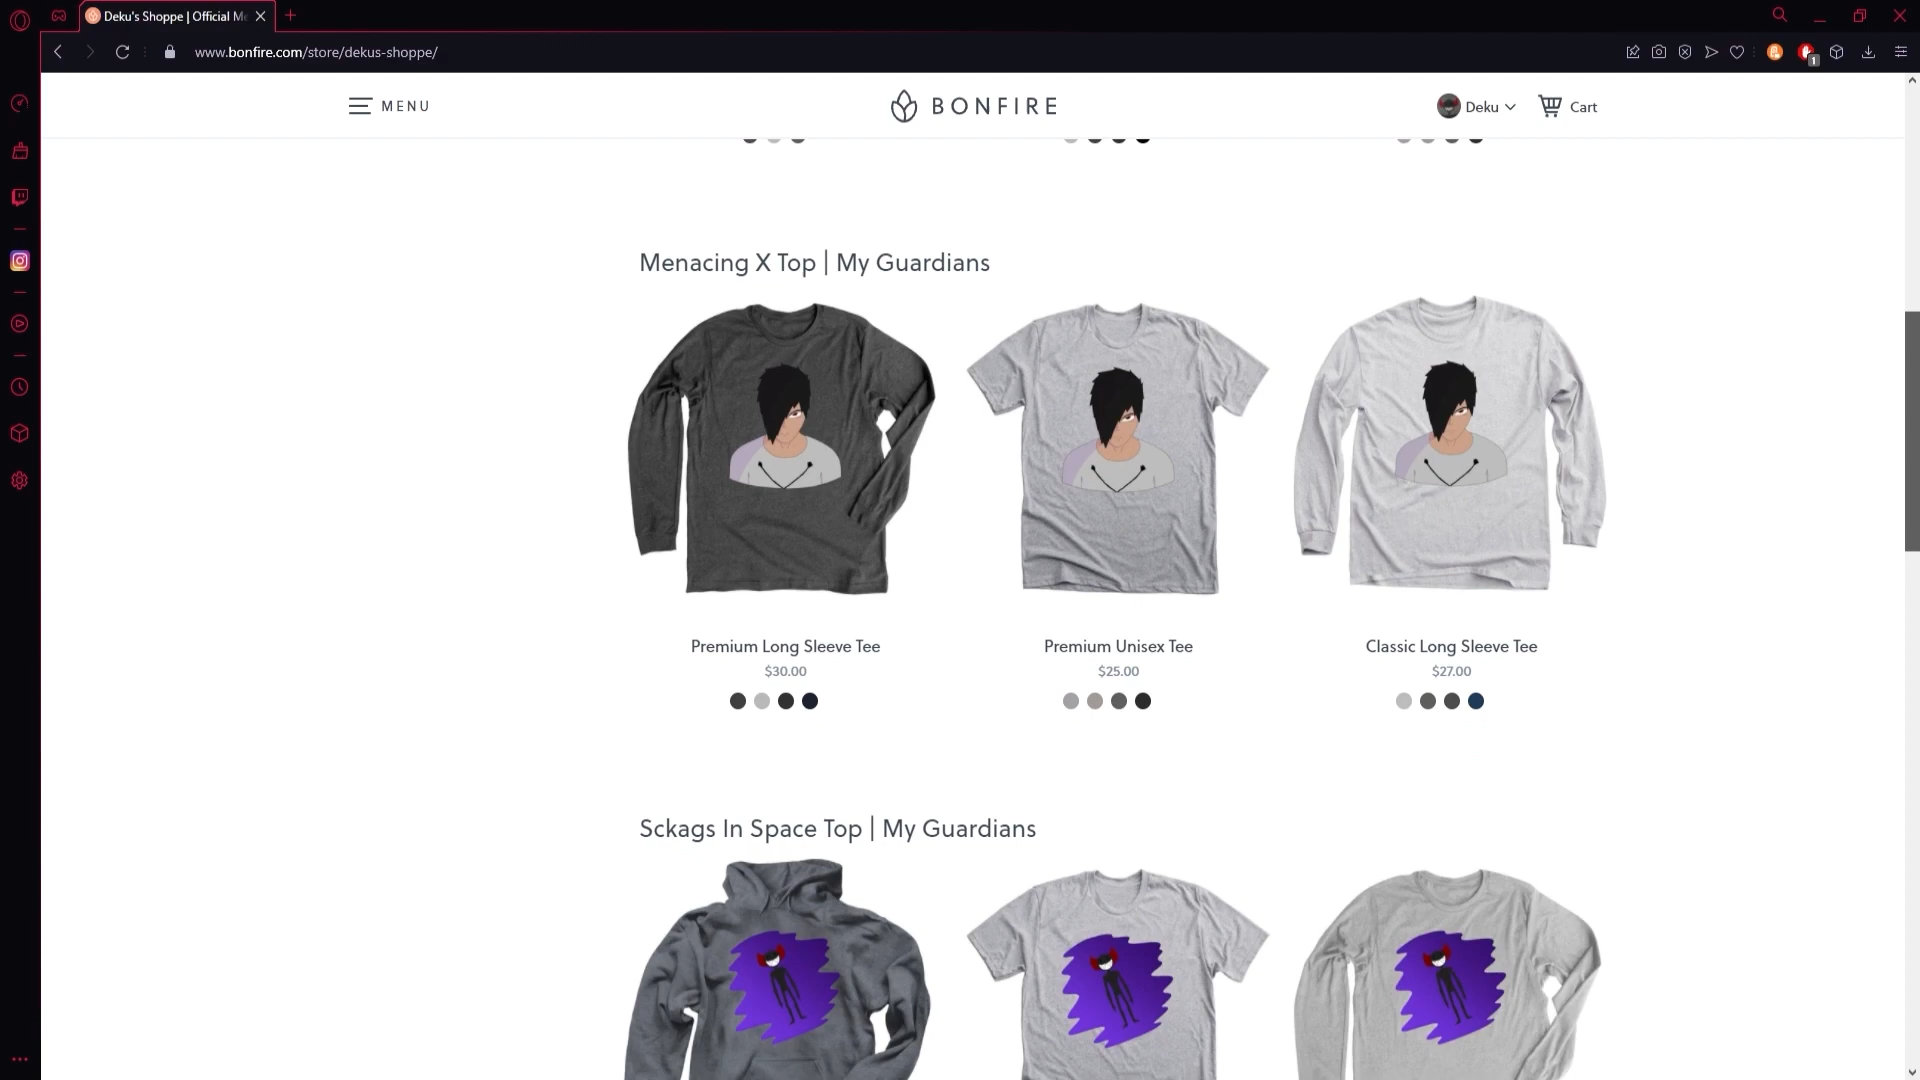 Deku's Shoppe | Official Me
www.bonfire.com/store/dekus-shoppe/
1
MENU
BONFIRE
Deku
Cart
Menacing X Top | My Guardians
Premium Long Sleeve Tee
Premium Unisex Tee
Classic Long Sleeve Tee
$30.00
$25.00
$27.00
Sckags In Space Top | My Guardians